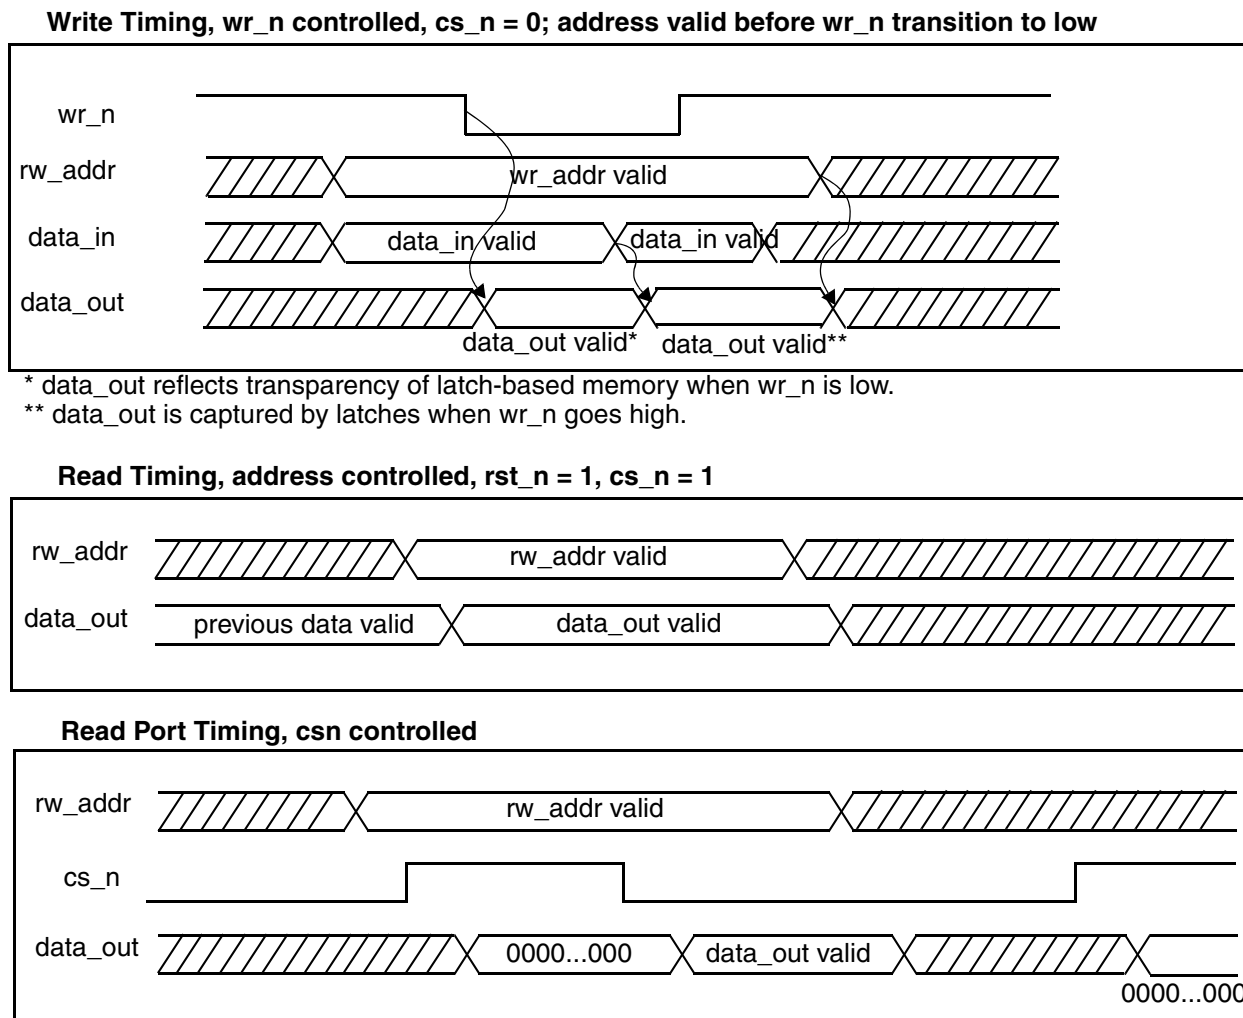 Write Timing, wr_n controlled, cs_n = 0; address valid before wr_n transition to low
wr_n
rw_addr
wr_addr valid
data_in
data_in valid
data_in valid
data_out
data_out valid*
data_out valid**
* data_out reflects transparency of latch-based memory when wr_n is low.
** data_out is captured by latches when wr_n goes high.
Read Timing, address controlled, rst_n = 1, cs_n = 1
rw_addr
rw_addr valid
data_out
previous data valid
data_out valid
Read Port Timing, csn controlled
rw_addr
rw_addr valid
cs_n
data_out
0000...000
data_out valid
0000...000